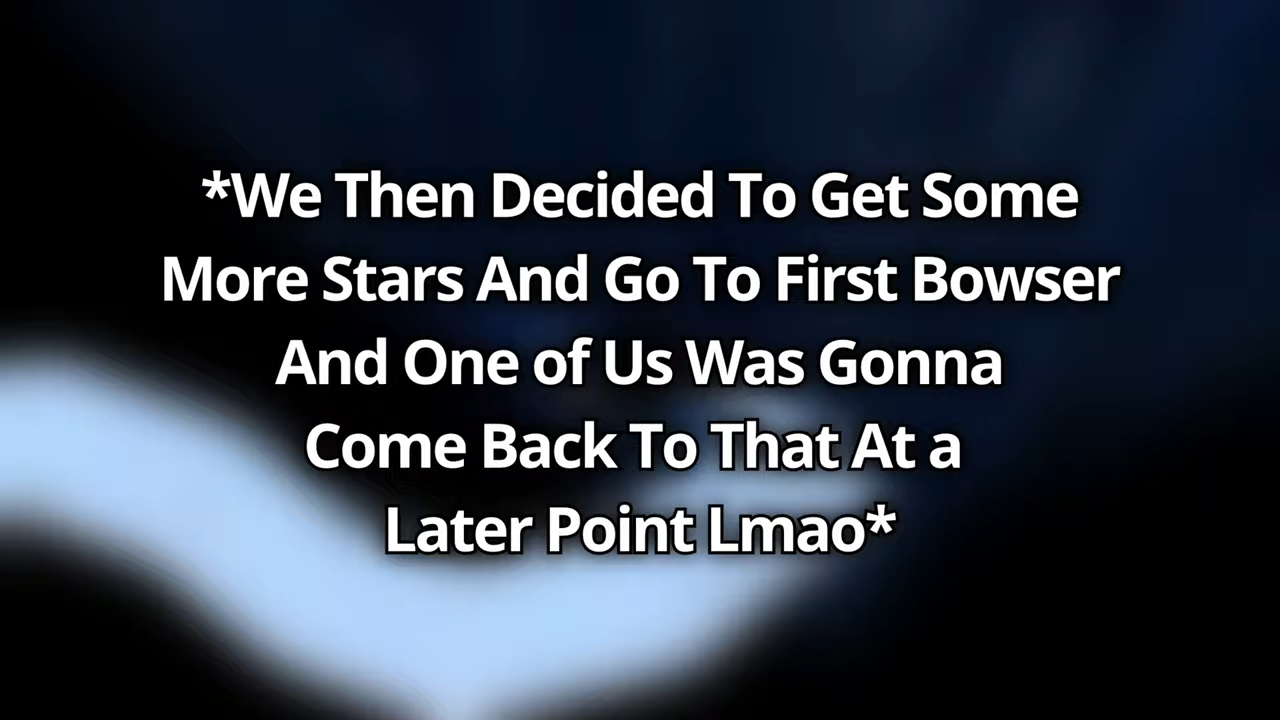 *We Then Decided To Get Some
More Stars And Go To First Bowser
And One of Us Was Gonna
Come Back To That At a
Later Point Lmao*